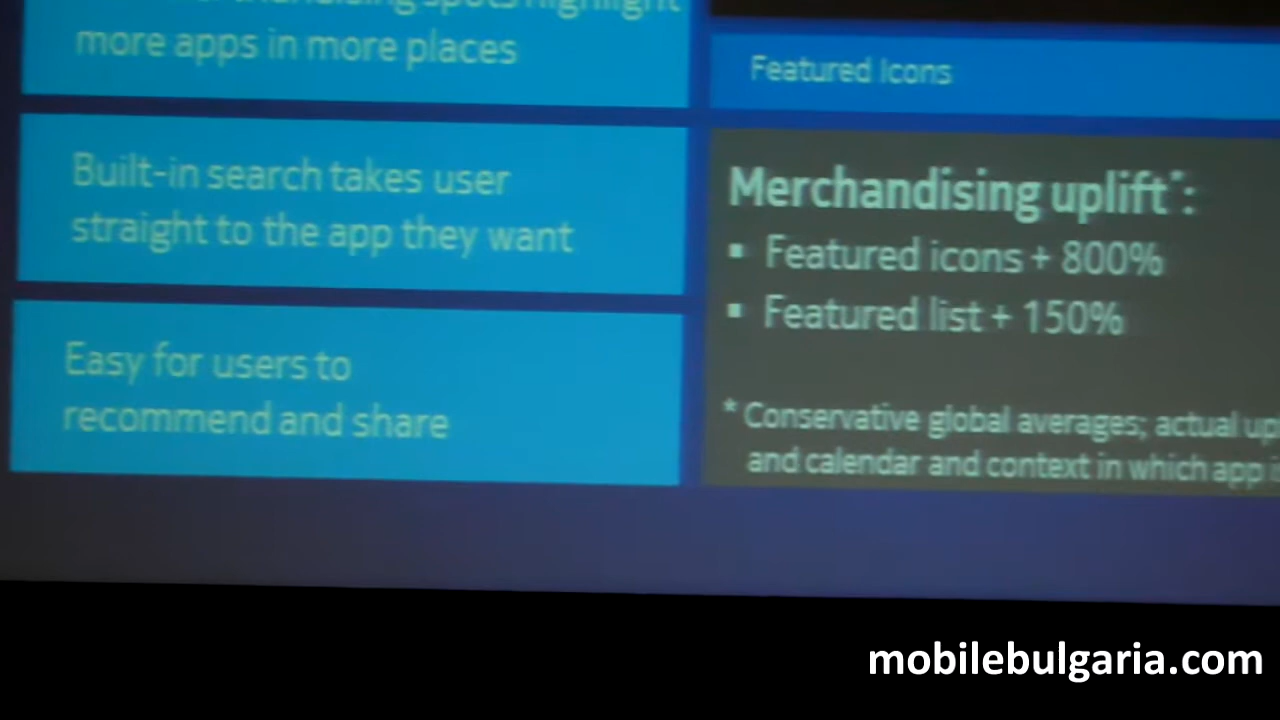 spots highlight
more apps in more places
Built-in search takes user
straight to the app they want
Easy for users to
recommend and share
Featured Icons
Merchandising uplift*:
▪ Featured icons + 800%
▪ Featured list + 150%
* Conservative global averages; actual
and calendar and context in which app
mobilebulgaria.com